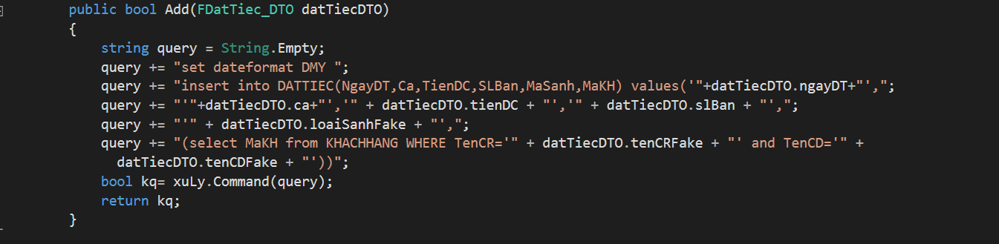 public bool Add(FDatTiec_DTO datTiecDTO)
{
string query = String.Empty;
query += "set dateformat DMY ";
query += "insert into DATTIEC(NgayDT,Ca,TienDC,SLBan,MaSanh,MaKH) values('"+datTiecDTO.ngayDT+"',";
query += "'"+datTiecDTO.ca+"','" + datTiecDTO.tienDC + "','" + datTiecDTO.slBan + "',";
query += "'" + datTiecDTO.loaiSanhFake + "',";
query += "(select MaKH from KHACHHANG WHERE TenCR='" + datTiecDTO.tenCRFake + "' and TenCD='" +
datTiecDTO.tenCDFake + "'))";
bool kq= xuLy.Command(query);
return kq;
}